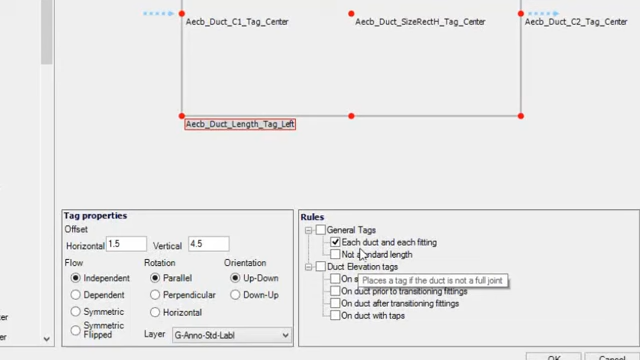 Aecb_Duct_C1_Tag_Center
Aecb_Duct_SizeRectH_Tag_Center
Aecb_Duct_C2_Tag_Center
Aecb_Duct_Length_Tag_Left
Tag properties
Offset
Horizontal 1.5 Vertical 4.5
Flow Rotation Orientation
Independent Parallel Up-Down
Dependent Perpendicular Down-Up
Symmetric Horizontal
Symmetric Flipped
Layer G-Anno-Std-Labl
Rules
General Tags
Each duct and each fitting
Not standard length
Duct Elevation tags
On
Places a tag if the duct is not a full joint
On duct prior to transitioning fittings
On duct after transitioning fittings
On duct with taps
OK Cancel